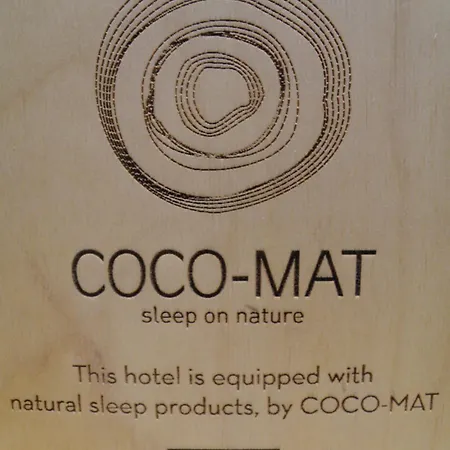 COCO-MAT
sleep on nature
This hotel is equipped with
natural sleep products, by COCO-MAT